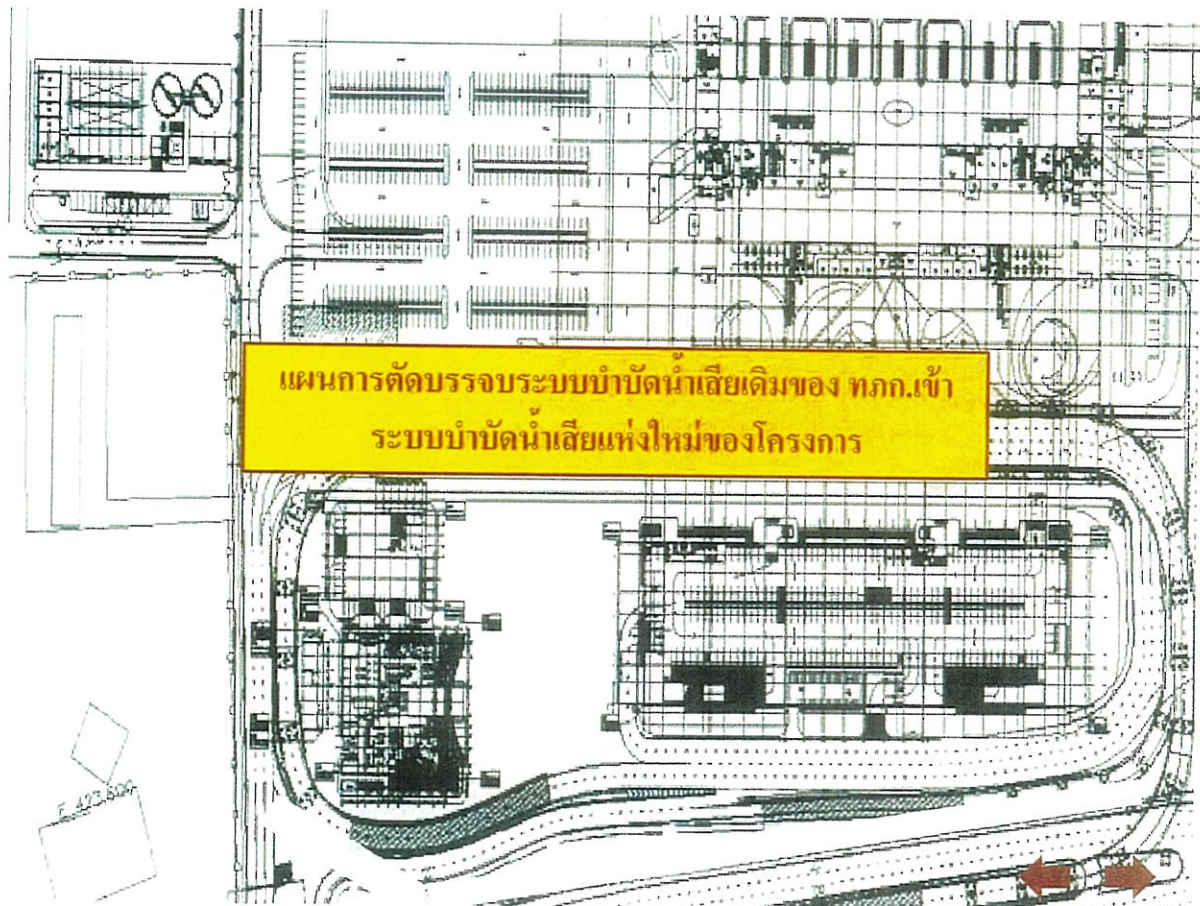 แผนการตัดบรรจบระบบบำบัดน้ำเสียเดิมของ ทภก.เข้า
ระบบบำบัดน้ำเสียแห่งใหม่ของโครงการ
E 423,600